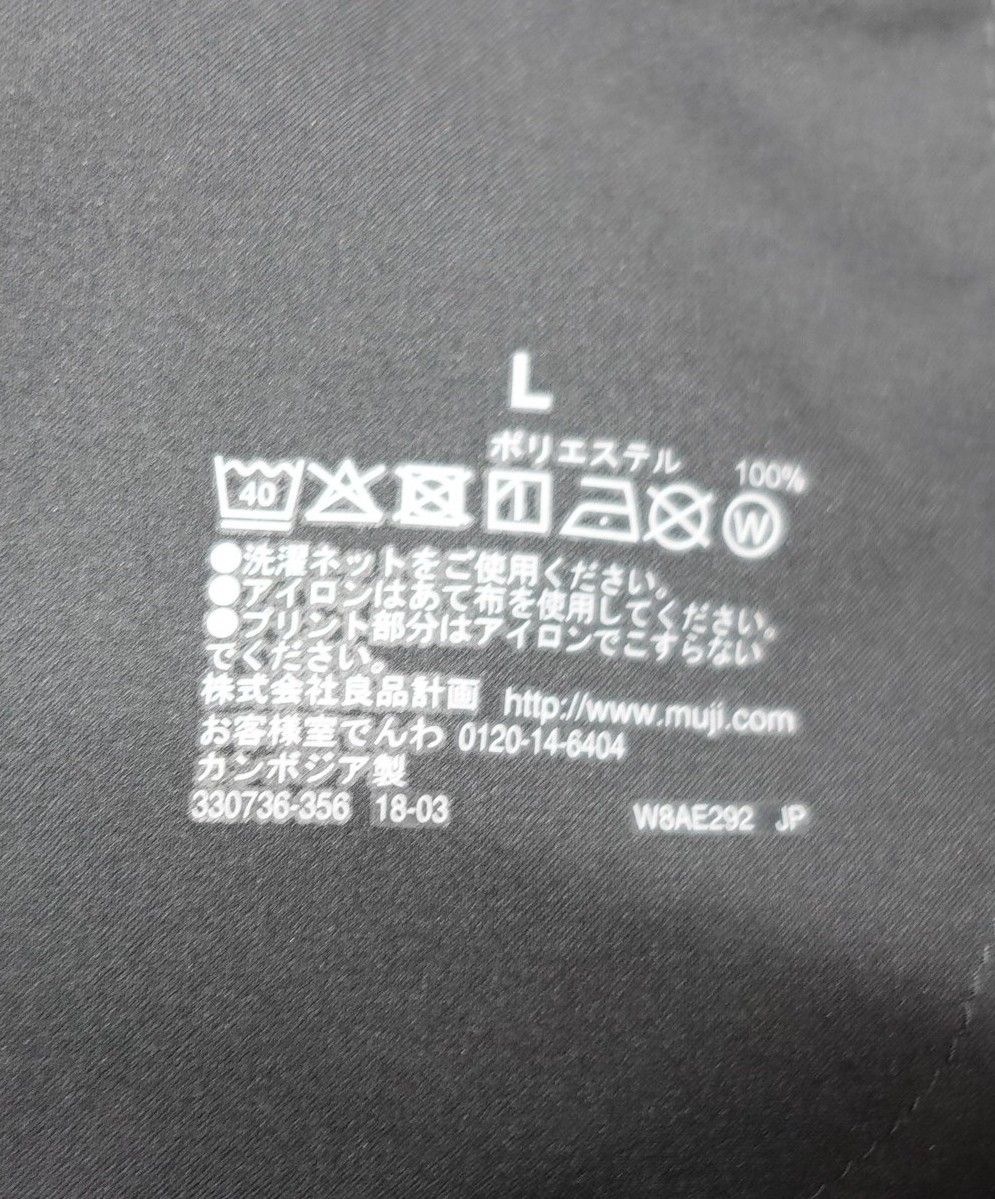 L
ポリエステル 100%
40 W
●洗濯ネットをご使用ください。
●アイロンはあて布を使用してください。
●プリント部分はアイロンでこすらない
でください。
株式会社良品計画 http://www.muji.com
お客様室でんわ 0120-14-6404
カンボジア製
330736-356 18-03 W8AE292 JP